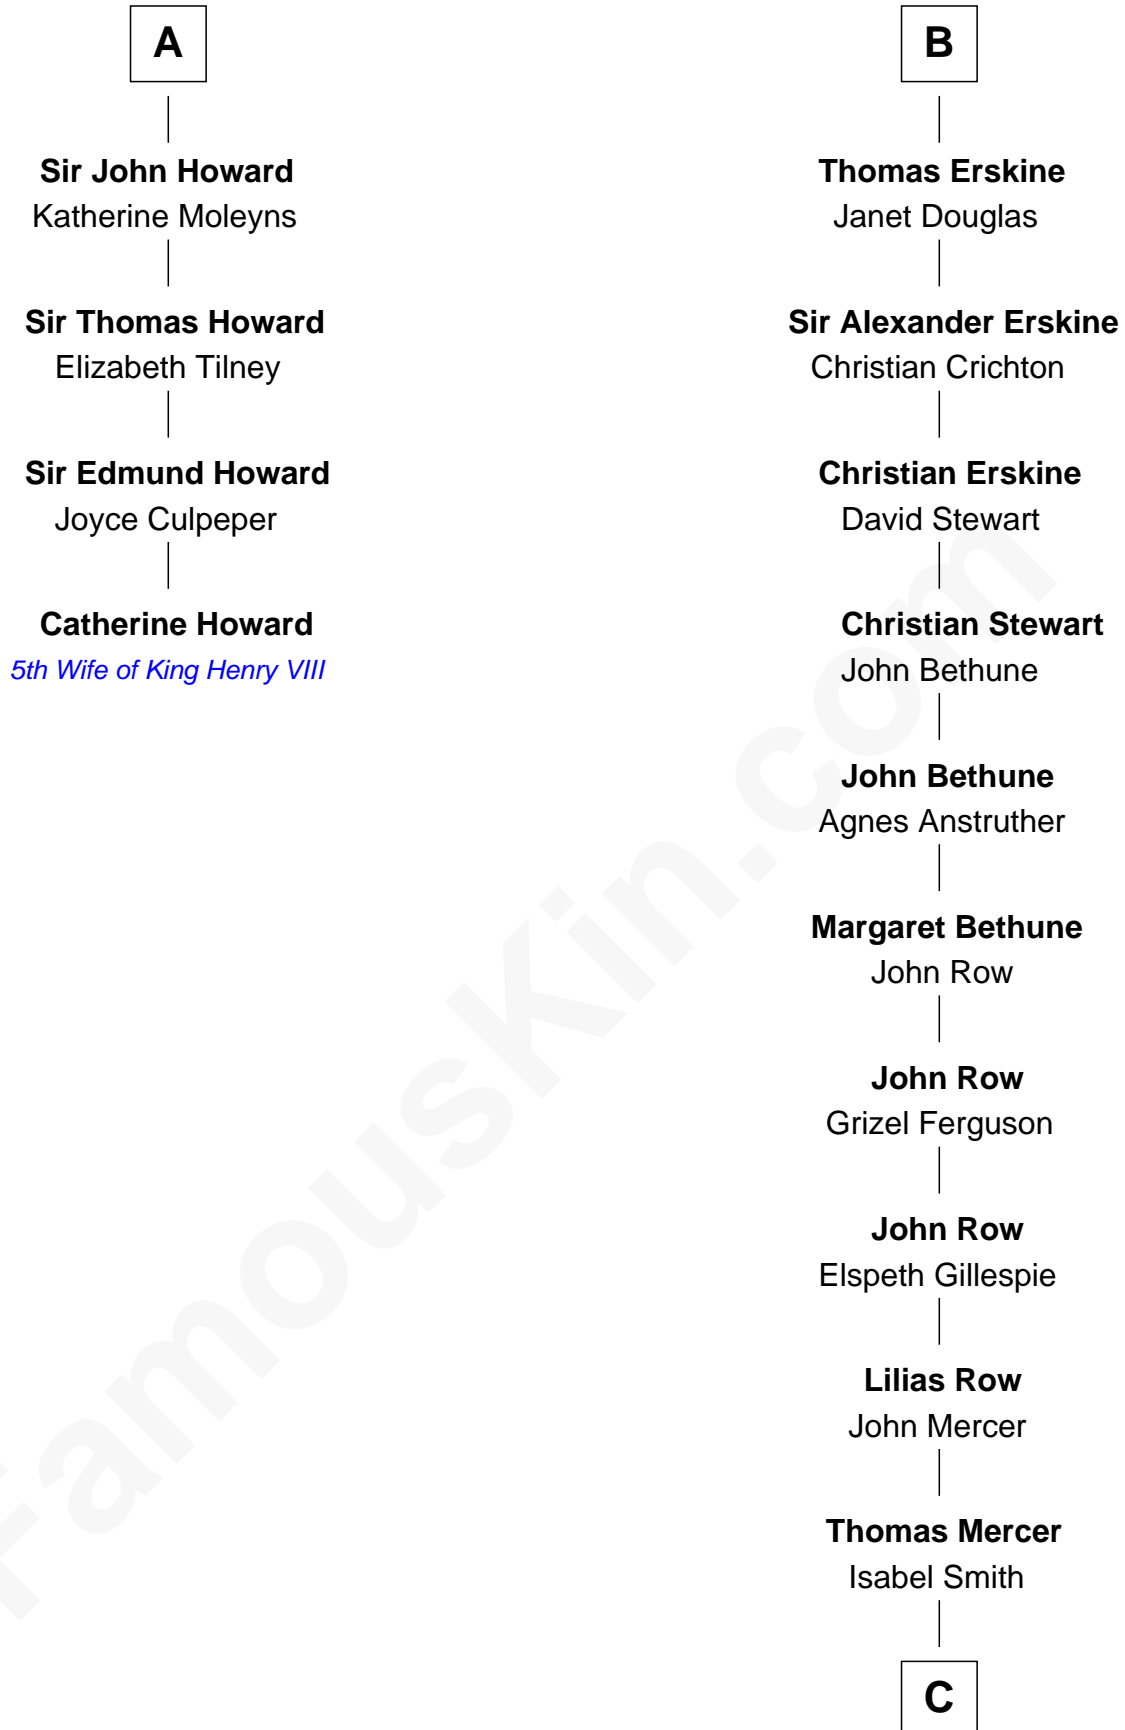 A
Sir John Howard
Katherine Moleyns
Sir Thomas Howard
Elizabeth Tilney
Sir Edmund Howard
Joyce Culpeper
Catherine Howard
5th Wife of King Henry VIII
B
Thomas Erskine
Janet Douglas
Sir Alexander Erskine
Christian Crichton
Christian Erskine
David Stewart
Christian Stewart
John Bethune
John Bethune
Agnes Anstruther
Margaret Bethune
John Row
John Row
Grizel Ferguson
John Row
Elspeth Gillespie
Lilias Row
John Mercer
Thomas Mercer
Isabel Smith
C
FamousKin.com